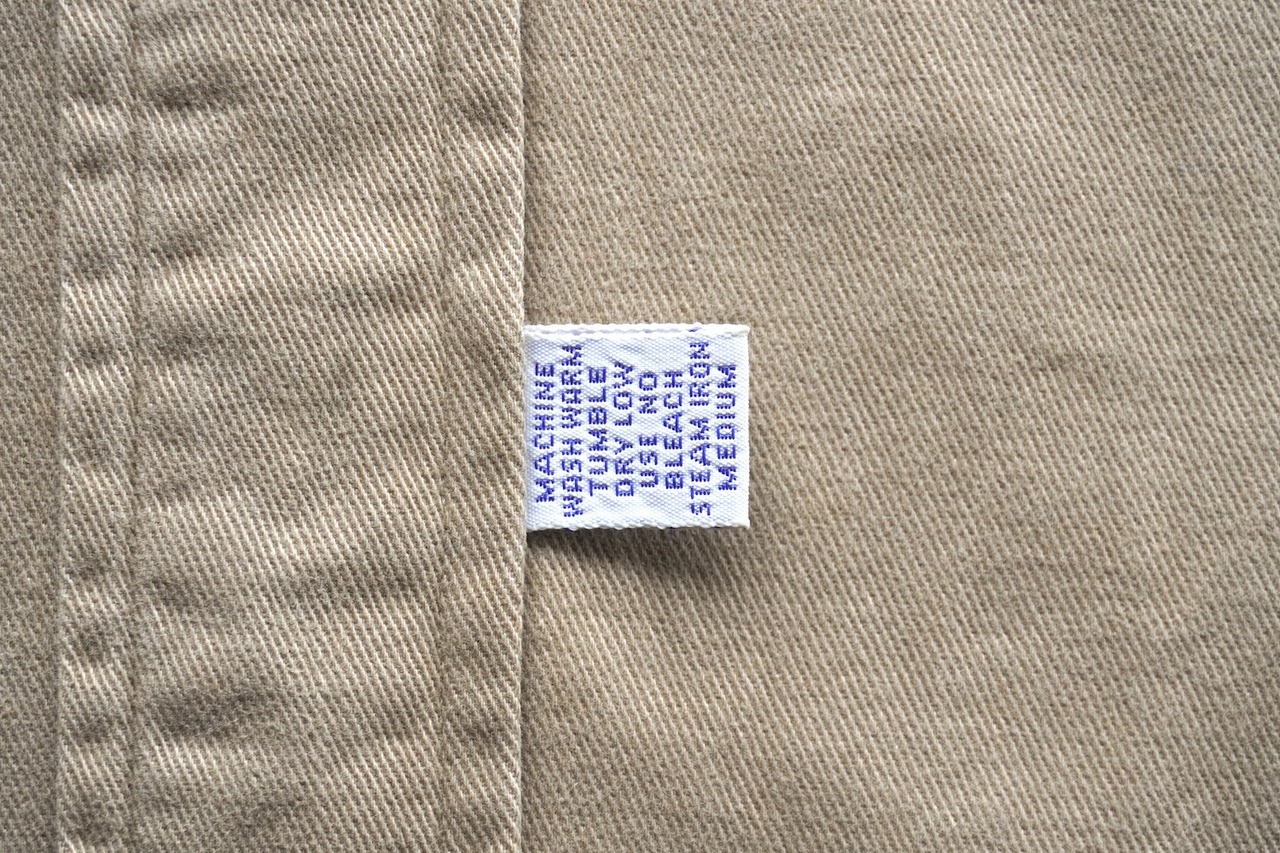 MACHINE
WASH WARM
TUMBLE
DRY LOW
USE NO
BLEACH
STEAM IRON
MEDIUM